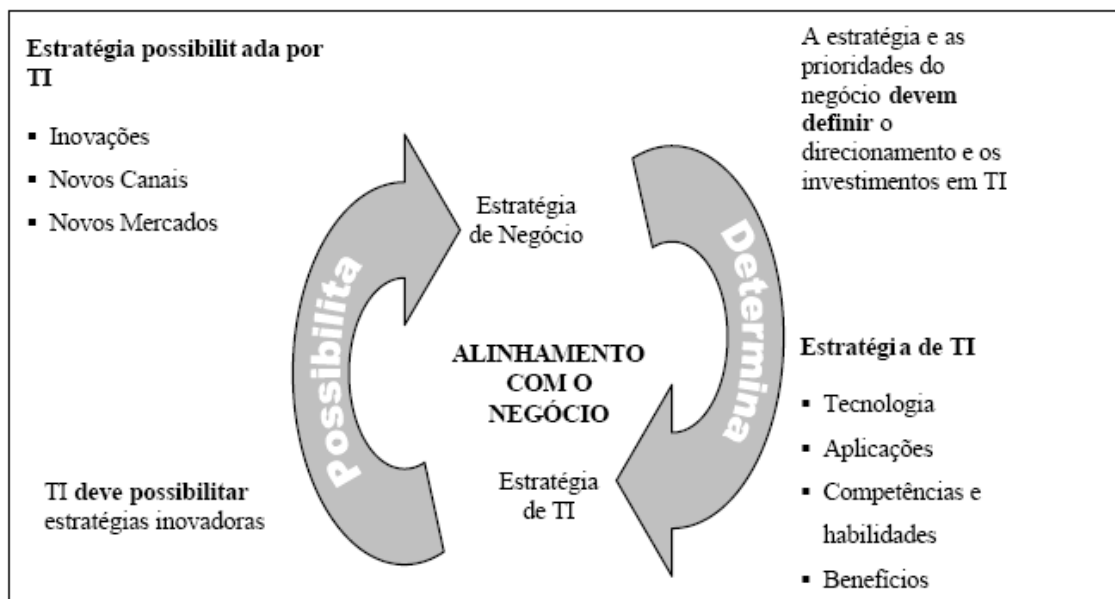 Estratégia possibilitada por
TI
▪ Inovações
▪ Novos Canais
▪ Novos Mercados
A estratégia e as
prioridades do
negócio devem
definir o
direcionamento e os
investimentos em TI
Estratégia
de Negócio
Possibilita
Determina
ALINHAMENTO
COM O
NEGÓCIO
Estratégia de TI
▪ Tecnologia
▪ Aplicações
▪ Competências e
habilidades
▪ Benefícios
TI deve possibilitar
estratégias inovadoras
Estratégia
de TI